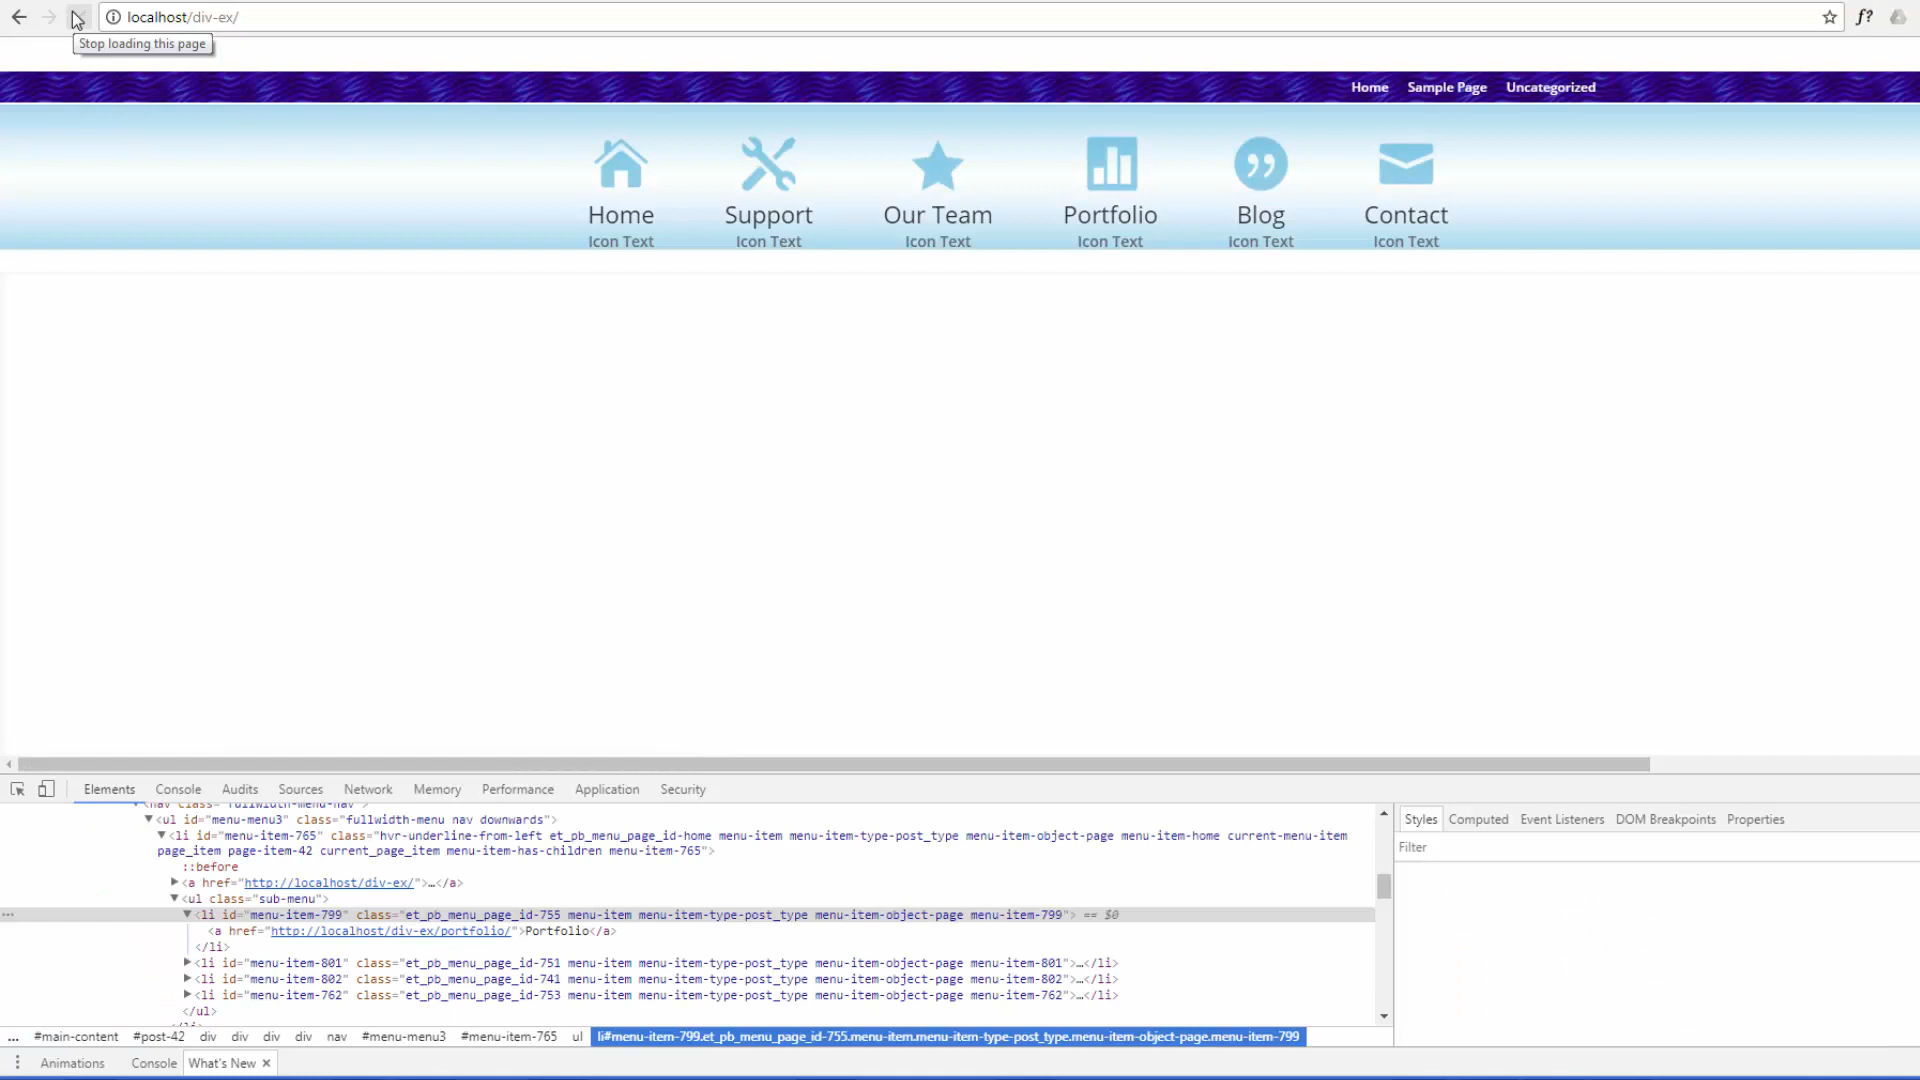 localhost/div-ex/
f?
Stop loading this page
Home Sample Page Uncategorized
Home Support Our Team Portfolio Blog Contact
Icon Text Icon Text Icon Text Icon Text Icon Text Icon Text
Elements Console Audits Sources Network Memory Performance Application Security
<nav class="fullwidth-menu-nav">
<ul id="menu-menu3" class="fullwidth-menu nav downwards">
<li id="menu-item-765" class="hvr-underline-from-left et_pb_menu_page_id-home menu-item menu-item-type-post_type menu-item-object-page menu-item-home current-menu-item
page_item page-item-42 current_page_item menu-item-has-children menu-item-765">
::before
<a href="http://localhost/div-ex/">…</a>
<ul class="sub-menu">
... <li id="menu-item-799" class="et_pb_menu_page_id-755 menu-item menu-item-type-post_type menu-item-object-page menu-item-799"> == $0
<a href="http://localhost/div-ex/portfolio/">Portfolio</a>
</li>
<li id="menu-item-801" class="et_pb_menu_page_id-751 menu-item menu-item-type-post_type menu-item-object-page menu-item-801">…</li>
<li id="menu-item-802" class="et_pb_menu_page_id-741 menu-item menu-item-type-post_type menu-item-object-page menu-item-802">…</li>
<li id="menu-item-762" class="et_pb_menu_page_id-753 menu-item menu-item-type-post_type menu-item-object-page menu-item-762">…</li>
</ul>
Styles Computed Event Listeners DOM Breakpoints Properties
Filter
... #main-content #post-42 div div div div nav #menu-menu3 #menu-item-765 ul li#menu-item-799.et_pb_menu_page_id-755.menu-item.menu-item-type-post_type.menu-item-object-page.menu-item-799
Animations Console What's New ×